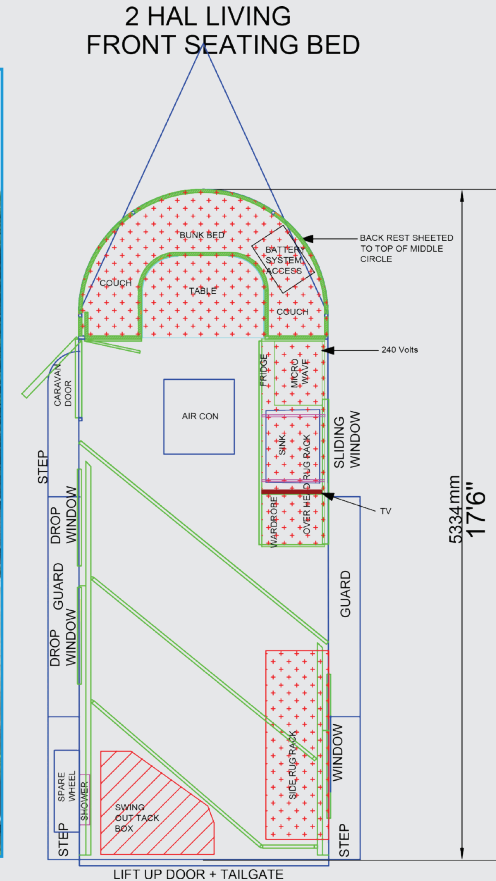 2 HAL LIVING
FRONT SEATING BED
BUNK BED
BATTERY
SYSTEM
ACCESS
BACK REST SHEETED
TO TOP OF MIDDLE
CIRCLE
COUCH
TABLE
COUCH
240 Volts
FRIDGE
MICRO
WAVE
CARAVAN
DOOR
AIR CON
SINK
OVER HEAD RUG RACK
SLIDING
WINDOW
STEP
TV
WARDROBE
DROP
WINDOW
GUARD
GUARD
DROP
WINDOW
5334mm
17'6"
SIDE RUG RACK
WINDOW
SPARE
WHEEL
SHOWER
SWING
OUT TACK
BOX
STEP
STEP
LIFT UP DOOR + TAILGATE